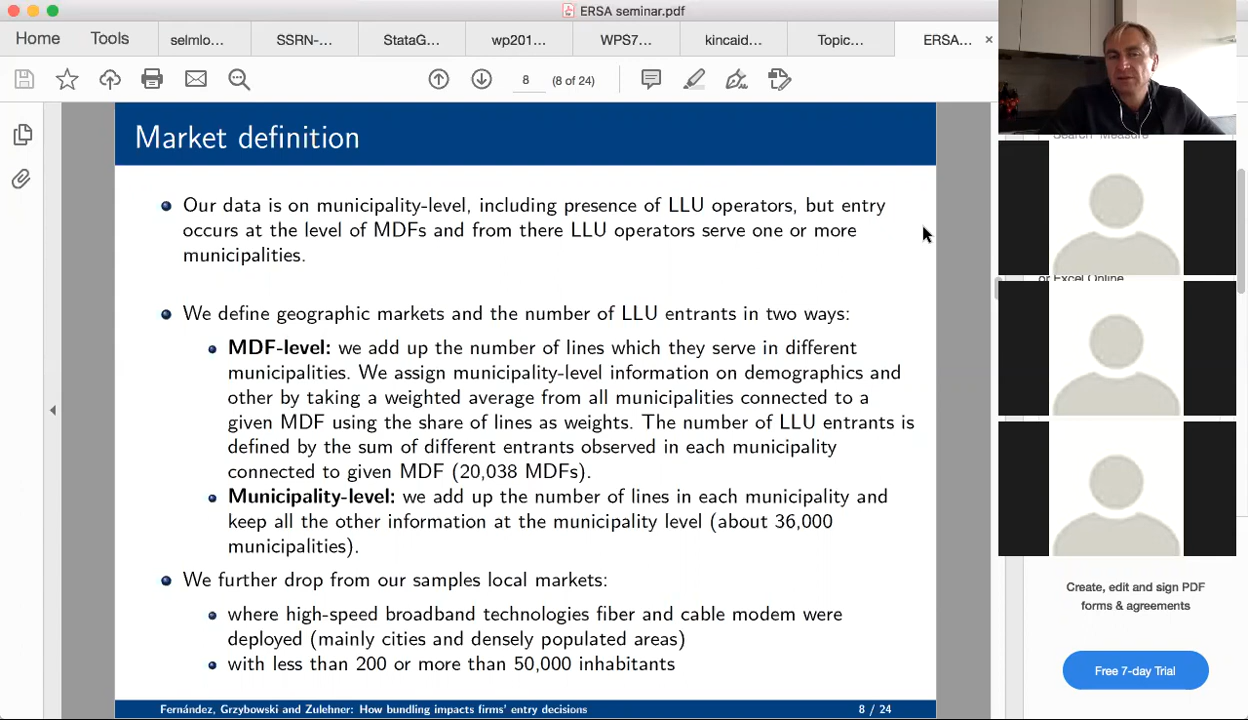 ERSA seminar.pdf
Home
Tools
selmlo...
SSRN-...
StataG...
wp201...
WPS7...
kincaid...
Topic...
ERSA...
8
(8 of 24)
Market definition
Our data is on municipality-level, including presence of LLU operators, but entry
occurs at the level of MDFs and from there LLU operators serve one or more
municipalities.
We define geographic markets and the number of LLU entrants in two ways:
MDF-level: we add up the number of lines which they serve in different
municipalities. We assign municipality-level information on demographics and
other by taking a weighted average from all municipalities connected to a
given MDF using the share of lines as weights. The number of LLU entrants is
defined by the sum of different entrants observed in each municipality
connected to given MDF (20,038 MDFs).
Municipality-level: we add up the number of lines in each municipality and
keep all the other information at the municipality level (about 36,000
municipalities).
We further drop from our samples local markets:
where high-speed broadband technologies fiber and cable modem were
deployed (mainly cities and densely populated areas)
with less than 200 or more than 50,000 inhabitants
Fernández, Grzybowski and Zulehner: How bundling impacts firms' entry decisions
8 / 24
Search 'Measure'
or Excel Online
Create, edit and sign PDF
forms & agreements
Free 7-day Trial